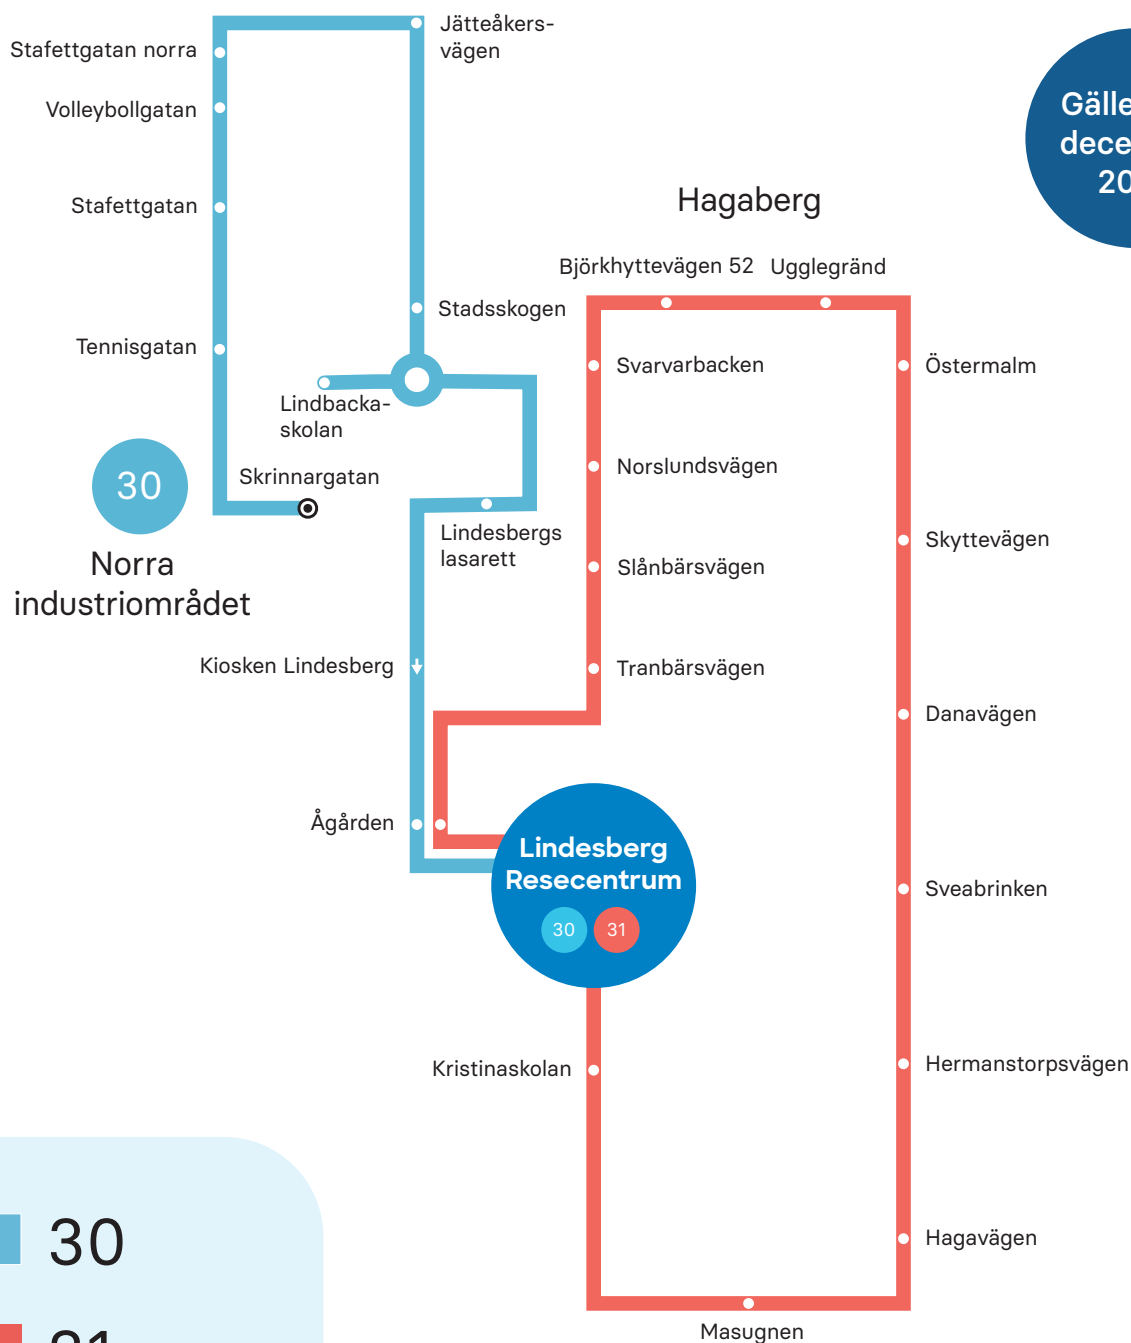 Jätteåkers-
vägen
Stafettgatan norra
Volleybollgatan
Stafettgatan
Tennisgatan
Stadsskogen
Lindbacka-
skolan
Skrinnargatan
30
Norra
industriområdet
Lindesbergs
lasarett
Kiosken Lindesberg
Ågården
Hagaberg
Björkhyttevägen 52
Ugglegränd
Svarvarbacken
Östermalm
Norslundsvägen
Skyttevägen
Slånbärsvägen
Tranbärsvägen
Danavägen
Lindesberg
Resecentrum
30 31
Sveabrinken
Kristinaskolan
Hermanstorpsvägen
Hagavägen
Masugnen
30
31